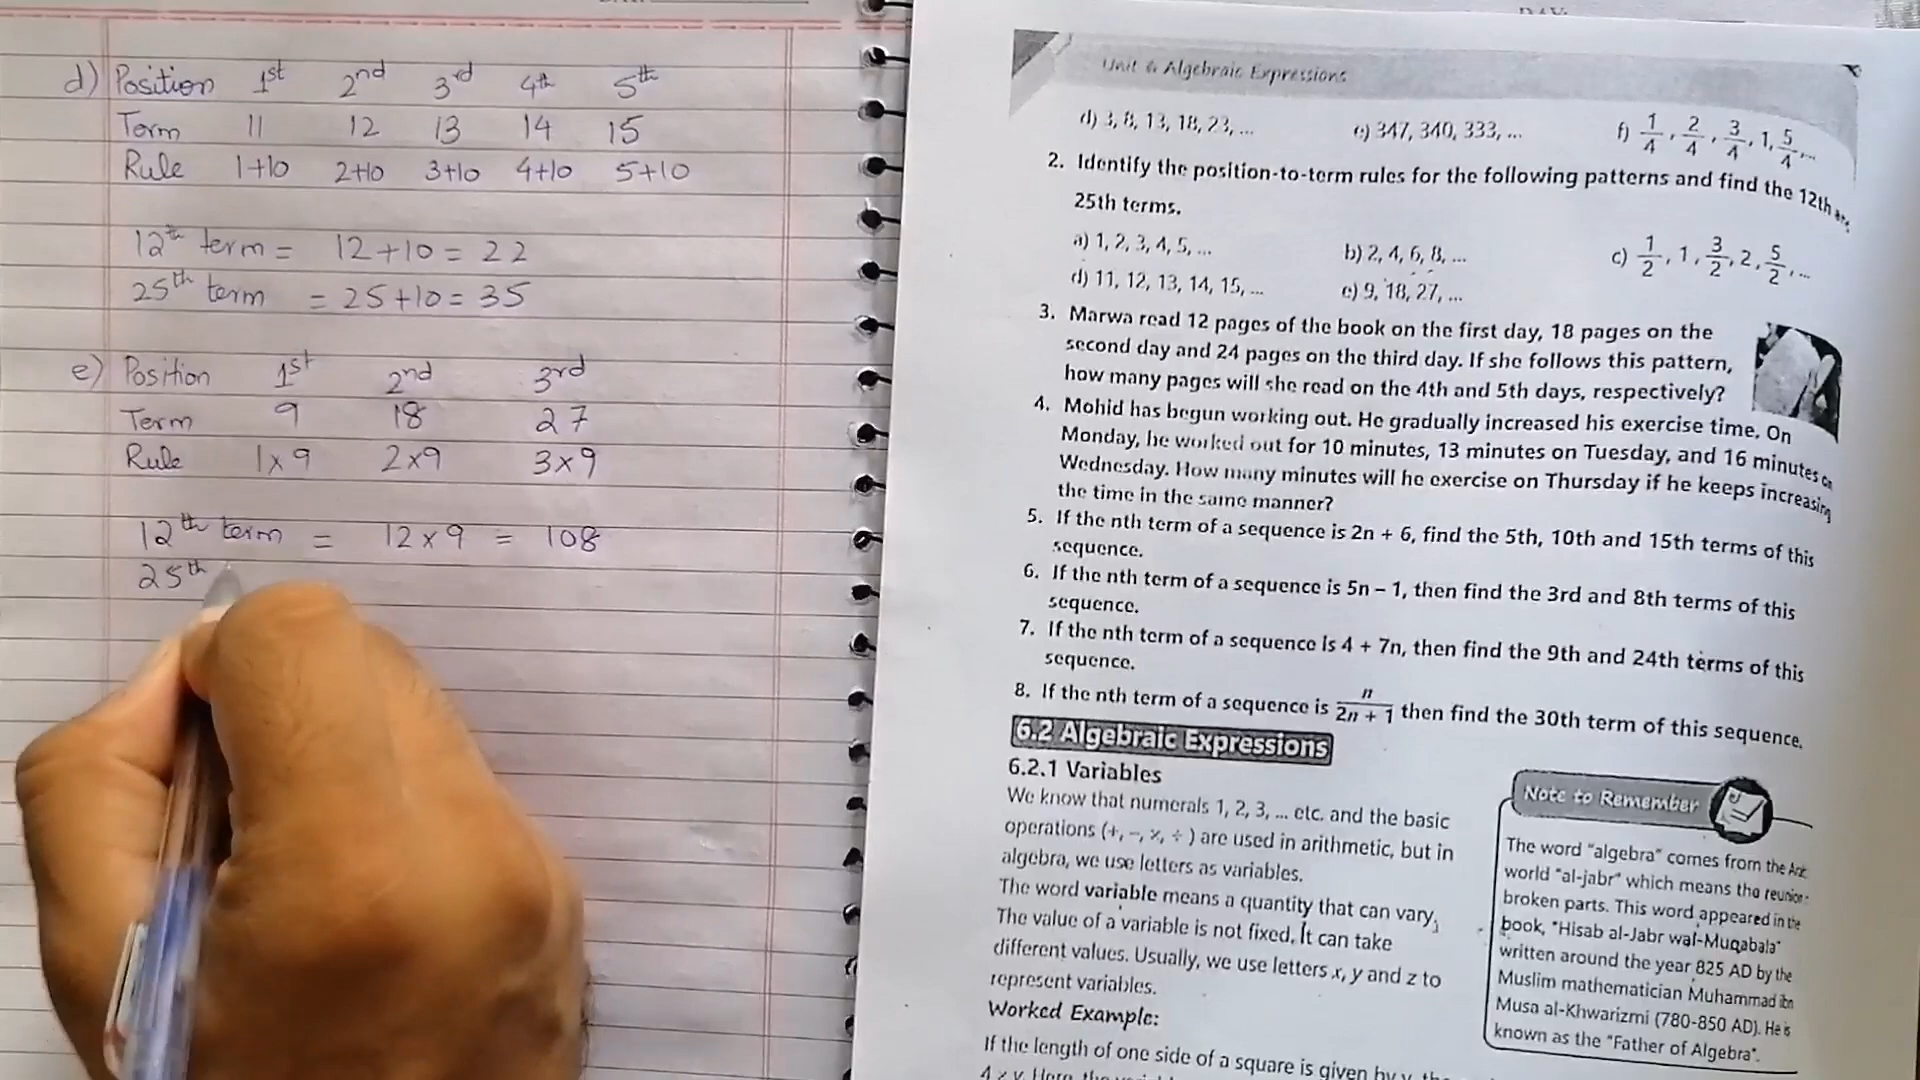 d) Position 1st 2nd 3rd 4th 5th
Term 11 12 13 14 15
Rule 1+10 2+10 3+10 4+10 5+10
12th term = 12+10 = 22
25th term = 25+10 = 35
e) Position 1st 2nd 3rd
Term 9 18 27
Rule 1×9 2×9 3×9
12th term = 12×9 = 108
25th
Unit 6 Algebraic Expressions
d) 3, 8, 13, 18, 23, ... e) 347, 340, 333, ... f) 1/4, 2/4, 3/4, 1, 5/4, ...
2. Identify the position-to-term rules for the following patterns and find the 12th
25th terms.
a) 1, 2, 3, 4, 5, ... b) 2, 4, 6, 8, ... c) 1/2, 1, 3/2, 2, 5/2, ...
d) 11, 12, 13, 14, 15, ... e) 9, 18, 27, ...
3. Marwa read 12 pages of the book on the first day, 18 pages on the
second day and 24 pages on the third day. If she follows this pattern,
how many pages will she read on the 4th and 5th days, respectively?
4. Mohid has begun working out. He gradually increased his exercise time. On
Monday, he worked out for 10 minutes, 13 minutes on Tuesday, and 16 minutes
Wednesday. How many minutes will he exercise on Thursday if he keeps increasing
the time in the same manner?
5. If the nth term of a sequence is 2n + 6, find the 5th, 10th and 15th terms of this
sequence.
6. If the nth term of a sequence is 5n – 1, then find the 3rd and 8th terms of this
sequence.
7. If the nth term of a sequence is 4 + 7n, then find the 9th and 24th terms of this
sequence.
8. If the nth term of a sequence is n/2n + 1 then find the 30th term of this sequence.
6.2 Algebraic Expressions
6.2.1 Variables
We know that numerals 1, 2, 3, ... etc. and the basic
operations (+, –, ×, ÷) are used in arithmetic, but in
algebra, we use letters as variables.
The word variable means a quantity that can vary,
The value of a variable is not fixed, It can take
different values. Usually, we use letters x, y and z to
represent variables.
Worked Example:
If the length of one side of a square is given by
Note to Remember
The word "algebra" comes from the
world "al-jabr" which means the reunion
broken parts. This word appeared in the
book, "Hisab al-Jabr wal-Muqabala"
written around the year 825 AD by the
Muslim mathematician Muhammad ibn
Musa al-Khwarizmi (780-850 AD). He is
known as the "Father of Algebra".